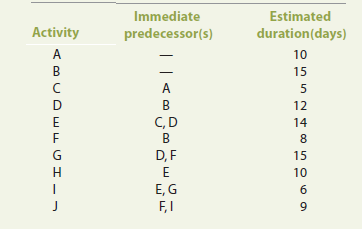 Activity Immediate predecessor(s) Estimated duration(days)
A — 10
B — 15
C A 5
D B 12
E C, D 14
F B 8
G D, F 15
H E 10
I E, G 6
J F, I 9